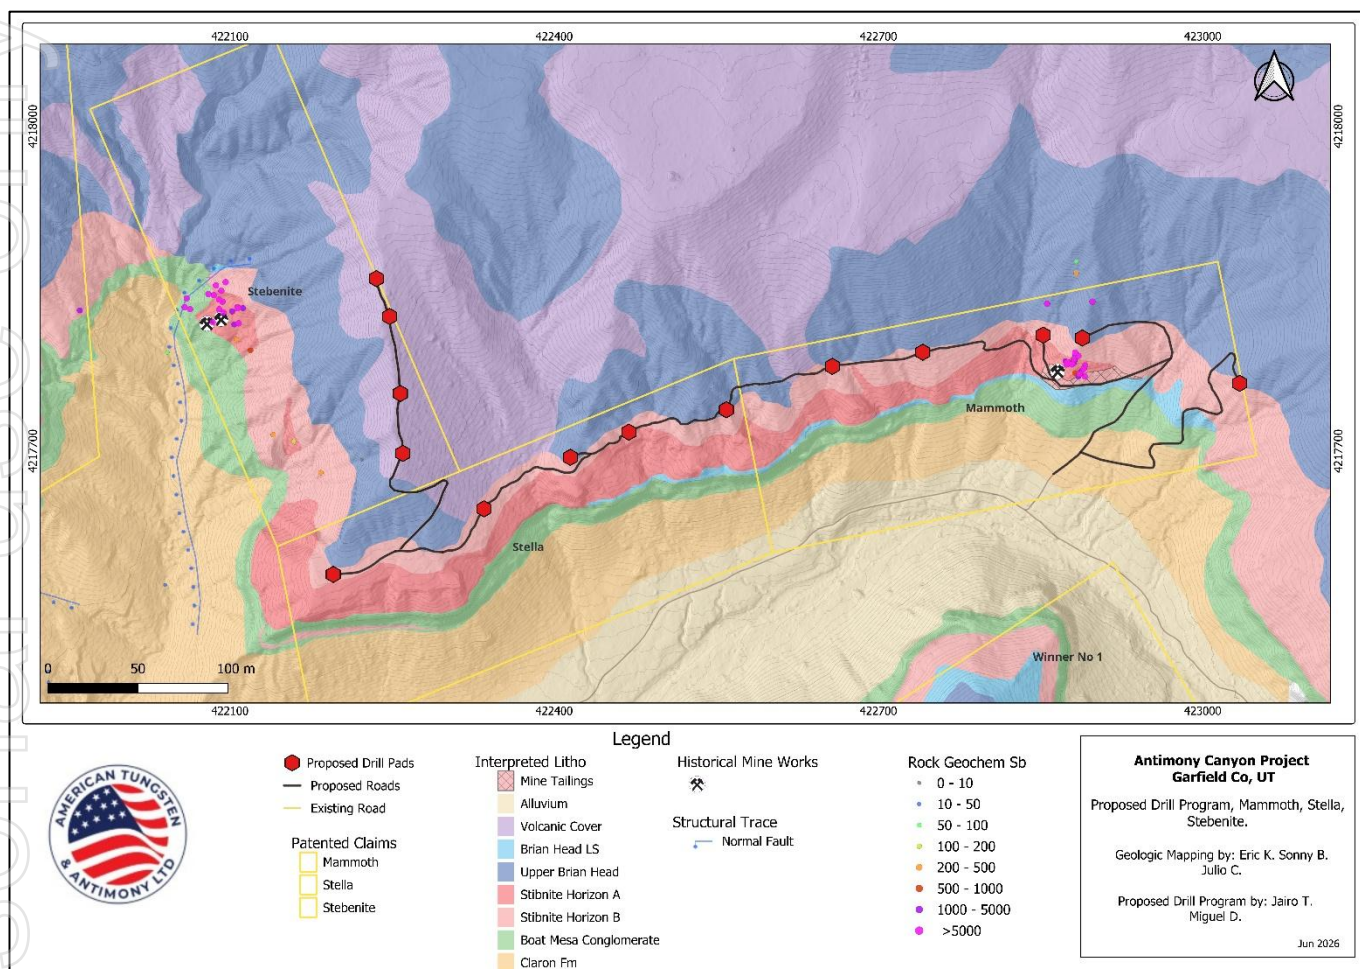 422100
422400
422700
423000
4218000
4218000
Stebenite
4217700
4217700
Mammoth
Stella
Winner No 1
0
50
100 m
422100
422400
422700
423000
Legend
Proposed Drill Pads
Proposed Roads
Existing Road
Patented Claims
Mammoth
Stella
Stebenite
Interpreted Litho
Mine Tailings
Alluvium
Volcanic Cover
Brian Head LS
Upper Brian Head
Stibnite Horizon A
Stibnite Horizon B
Boat Mesa Conglomerate
Claron Fm
Historical Mine Works
Structural Trace
Normal Fault
Rock Geochem Sb
0 - 10
10 - 50
50 - 100
100 - 200
200 - 500
500 - 1000
1000 - 5000
>5000
Antimony Canyon Project
Garfield Co, UT
Proposed Drill Program, Mammoth, Stella,
Stebenite.
Geologic Mapping by: Eric K. Sonny B.
Julio C.
Proposed Drill Program by: Jairo T.
Miguel D.
Jun 2026
AMERICAN TUNGSTEN
& ANTIMONY LTD